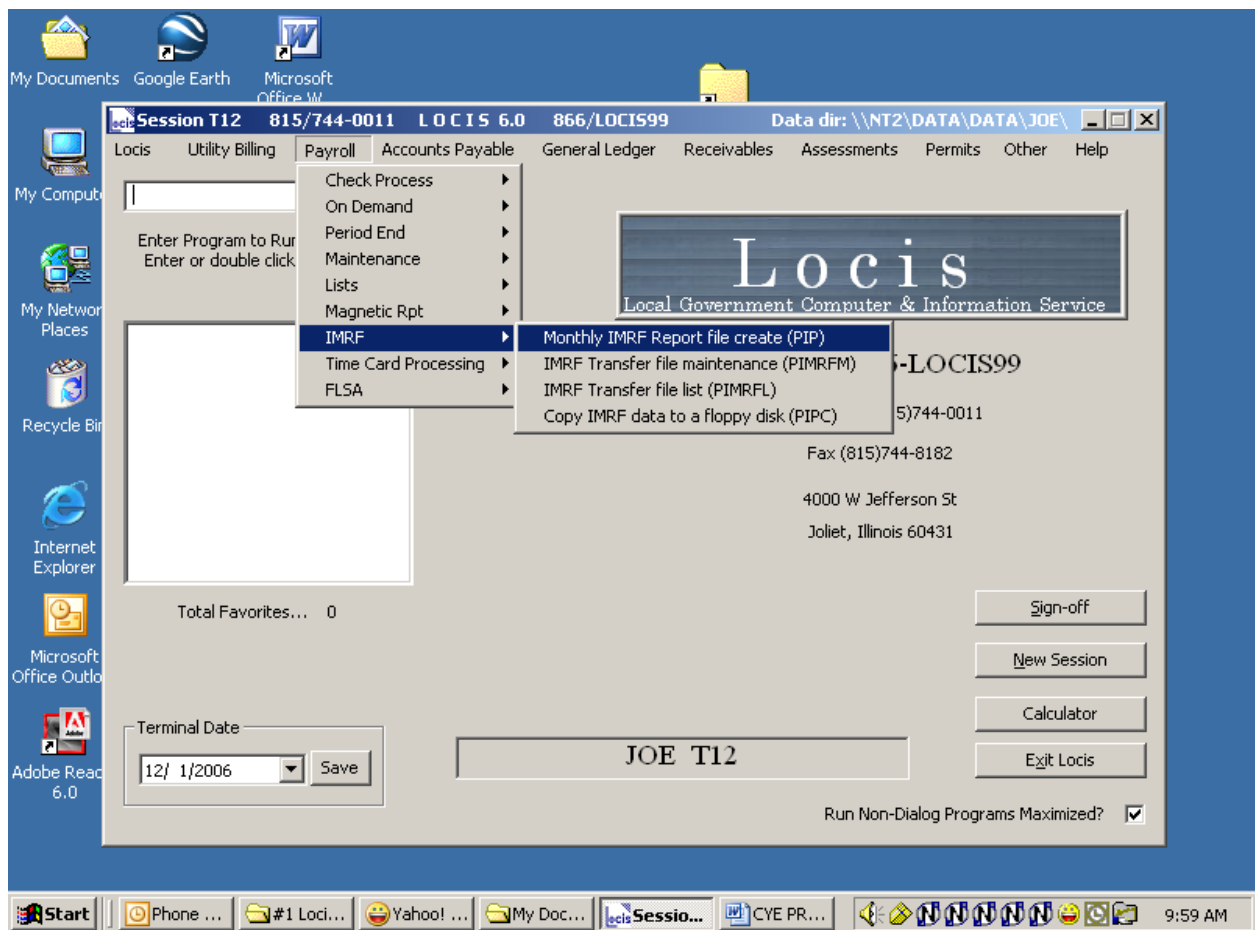 My Documents
Google Earth
Microsoft
Office W
Session T12 815/744-0011 L O C I S 6.0 866/LOCIS99 Data dir: \\NT2\DATA\DATA\JOE\
Locis Utility Billing Payroll Accounts Payable General Ledger Receivables Assessments Permits Other Help
My Compute
Check Process
On Demand
Enter Program to Run
Period End
Enter or double click
Maintenance
Lists
Magnetic Rpt
IMRF
Time Card Processing
FLSA
Monthly IMRF Report file create (PIP)
IMRF Transfer file maintenance (PIMRFM)
IMRF Transfer file list (PIMRFL)
Copy IMRF data to a floppy disk (PIPC)
Locis
Local Government Computer & Information Service
-LOCIS99
5)744-0011
Fax (815)744-8182
4000 W Jefferson St
Joliet, Illinois 60431
My Networ
Places
Recycle Bin
Internet
Explorer
Microsoft
Office Outlo
Adobe Read
6.0
Total Favorites... 0
Terminal Date
12/ 1/2006
Save
JOE T12
Sign-off
New Session
Calculator
Exit Locis
Run Non-Dialog Programs Maximized?
Start
Phone ...
#1 Loci...
Yahoo! ...
My Doc...
Sessio...
CYE PR...
9:59 AM